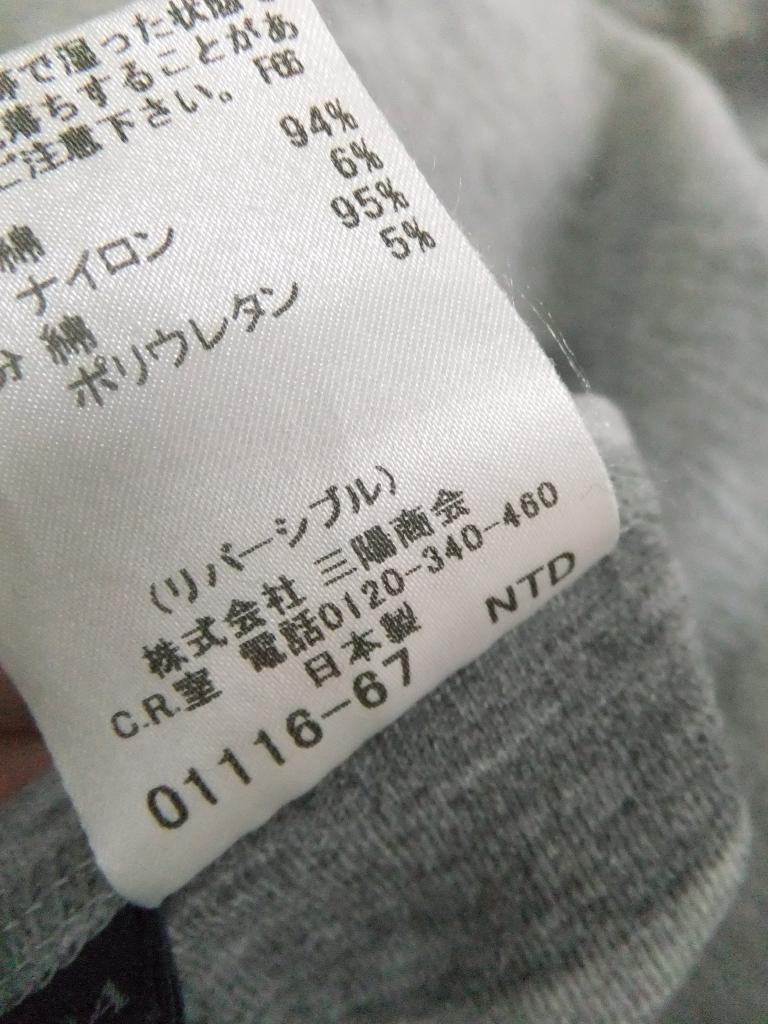 で湿った状態
落ちすることがあ
ご注意下さい。 F66
94%
綿 6%
ナイロン 95%
分 綿 5%
ポリウレタン
(リバーシブル)
株式会社 三陽商会
C.R.室 電話0120-340-460
日本製 NTD
01116-67